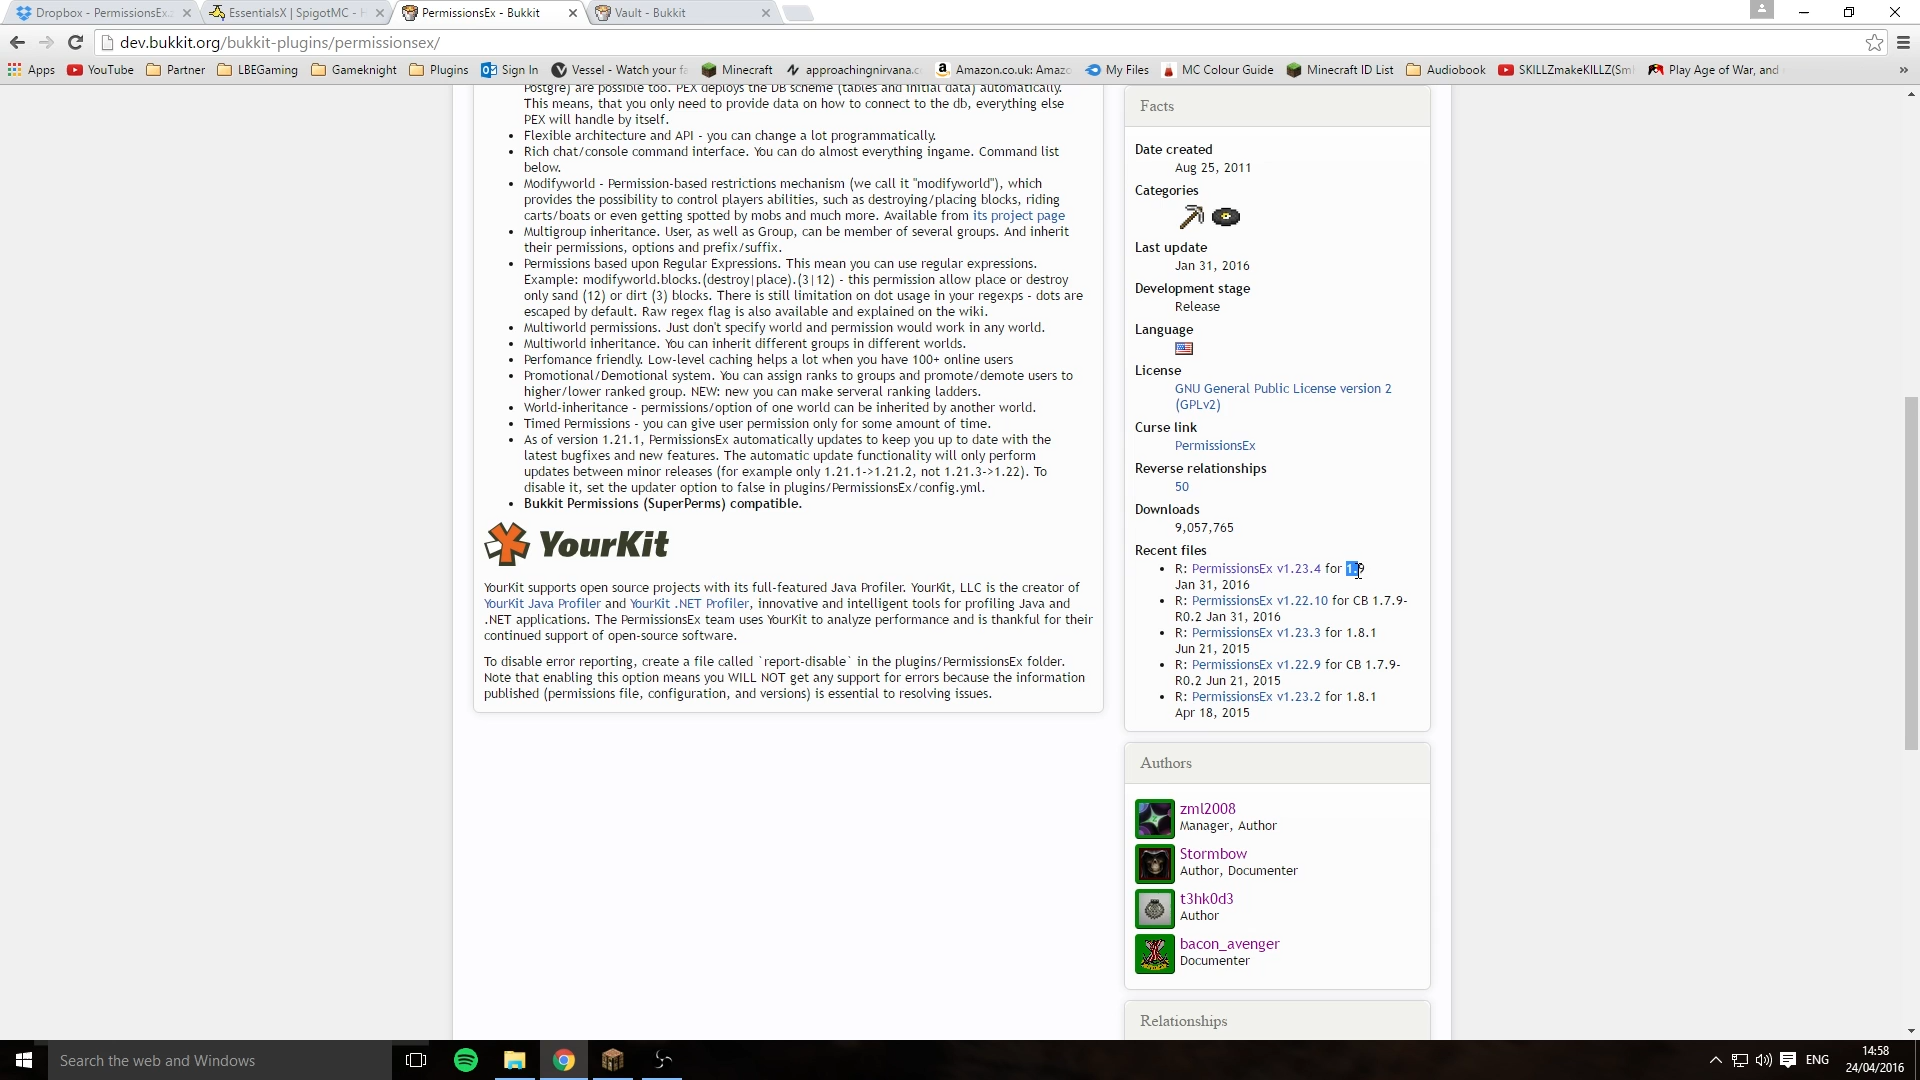 Dropbox - PermissionsEx.
EssentialsX | SpigotMC -
PermissionsEx - Bukkit
Vault - Bukkit
dev.bukkit.org/bukkit-plugins/permissionsex/
Apps
YouTube
Partner
LBEGaming
Gameknight
Plugins
Sign In
Vessel - Watch your f
Minecraft
approachingnirvana.c
Amazon.co.uk: Amazo
My Files
MC Colour Guide
Minecraft ID List
Audiobook
SKILLZmakeKILLZ(Sm
Play Age of War, and
»
Postgre) are possible too. PEX deploys the DB scheme (tables and initial data) automatically.
This means, that you only need to provide data on how to connect to the db, everything else
PEX will handle by itself.
• Flexible architecture and API - you can change a lot programmatically.
• Rich chat/console command interface. You can do almost everything ingame. Command list
below.
• Modifyworld - Permission-based restrictions mechanism (we call it "modifyworld"), which
provides the possibility to control players abilities, such as destroying/placing blocks, riding
carts/boats or even getting spotted by mobs and much more. Available from its project page
• Multigroup inheritance. User, as well as Group, can be member of several groups. And inherit
their permissions, options and prefix/suffix.
• Permissions based upon Regular Expressions. This mean you can use regular expressions.
Example: modifyworld.blocks.(destroy|place).(3|12) - this permission allow place or destroy
only sand (12) or dirt (3) blocks. There is still limitation on dot usage in your regexps - dots are
escaped by default. Raw regex flag is also available and explained on the wiki.
• Multiworld permissions. Just don't specify world and permission would work in any world.
• Multiworld inheritance. You can inherit different groups in different worlds.
• Perfomance friendly. Low-level caching helps a lot when you have 100+ online users
• Promotional/Demotional system. You can assign ranks to groups and promote/demote users to
higher/lower ranked group. NEW: new you can make serveral ranking ladders.
• World-inheritance - permissions/option of one world can be inherited by another world.
• Timed Permissions - you can give user permission only for some amount of time.
• As of version 1.21.1, PermissionsEx automatically updates to keep you up to date with the
latest bugfixes and new features. The automatic update functionality will only perform
updates between minor releases (for example only 1.21.1->1.21.2, not 1.21.3->1.22). To
disable it, set the updater option to false in plugins/PermissionsEx/config.yml.
• Bukkit Permissions (SuperPerms) compatible.
YourKit
YourKit supports open source projects with its full-featured Java Profiler. YourKit, LLC is the creator of
YourKit Java Profiler and YourKit .NET Profiler, innovative and intelligent tools for profiling Java and
.NET applications. The PermissionsEx team uses YourKit to analyze performance and is thankful for their
continued support of open-source software.
To disable error reporting, create a file called `report-disable` in the plugins/PermissionsEx folder.
Note that enabling this option means you WILL NOT get any support for errors because the information
published (permissions file, configuration, and versions) is essential to resolving issues.
Facts
Date created
Aug 25, 2011
Categories
Last update
Jan 31, 2016
Development stage
Release
Language
License
GNU General Public License version 2
(GPLv2)
Curse link
PermissionsEx
Reverse relationships
50
Downloads
9,057,765
Recent files
• R: PermissionsEx v1.23.4 for 1.9
Jan 31, 2016
• R: PermissionsEx v1.22.10 for CB 1.7.9-
R0.2 Jan 31, 2016
• R: PermissionsEx v1.23.3 for 1.8.1
Jun 21, 2015
• R: PermissionsEx v1.22.9 for CB 1.7.9-
R0.2 Jun 21, 2015
• R: PermissionsEx v1.23.2 for 1.8.1
Apr 18, 2015
Authors
zml2008
Manager, Author
Stormbow
Author, Documenter
t3hk0d3
Author
bacon_avenger
Documenter
Relationships
Search the web and Windows
ENG
14:58
24/04/2016